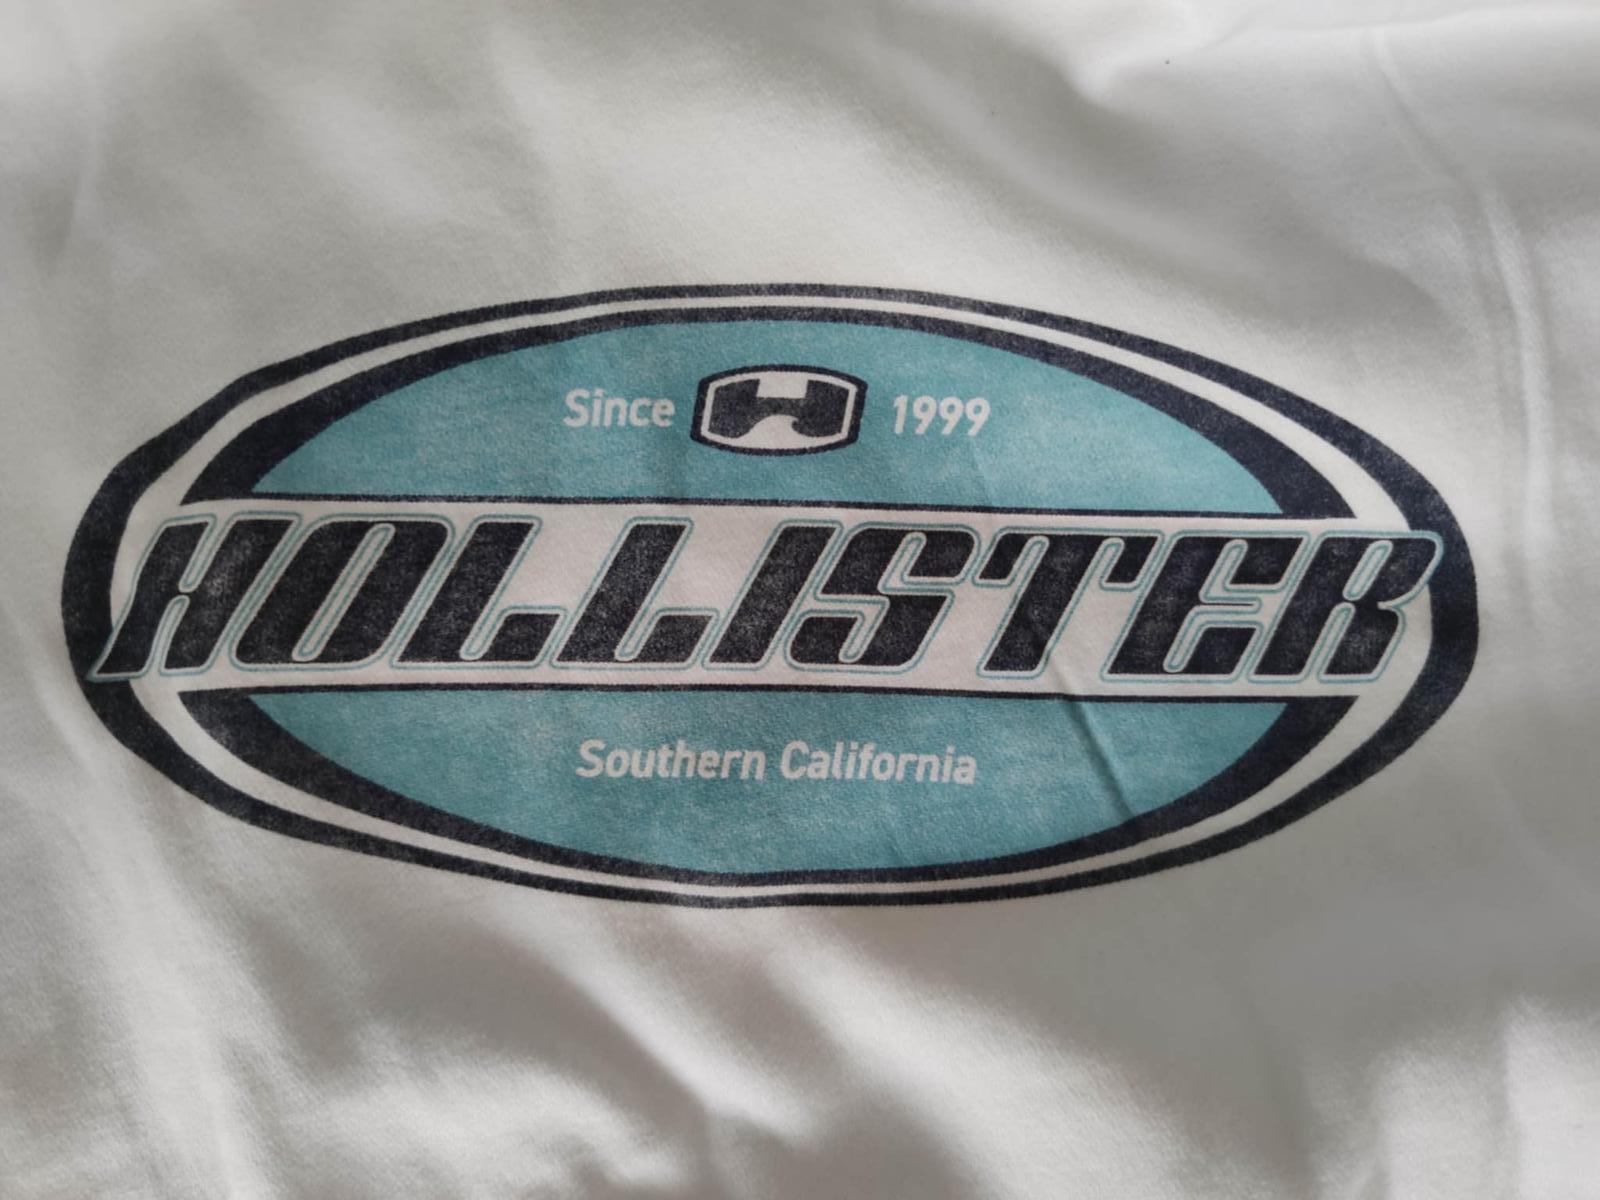 Since H 1999
HOLLISTER
Southern California